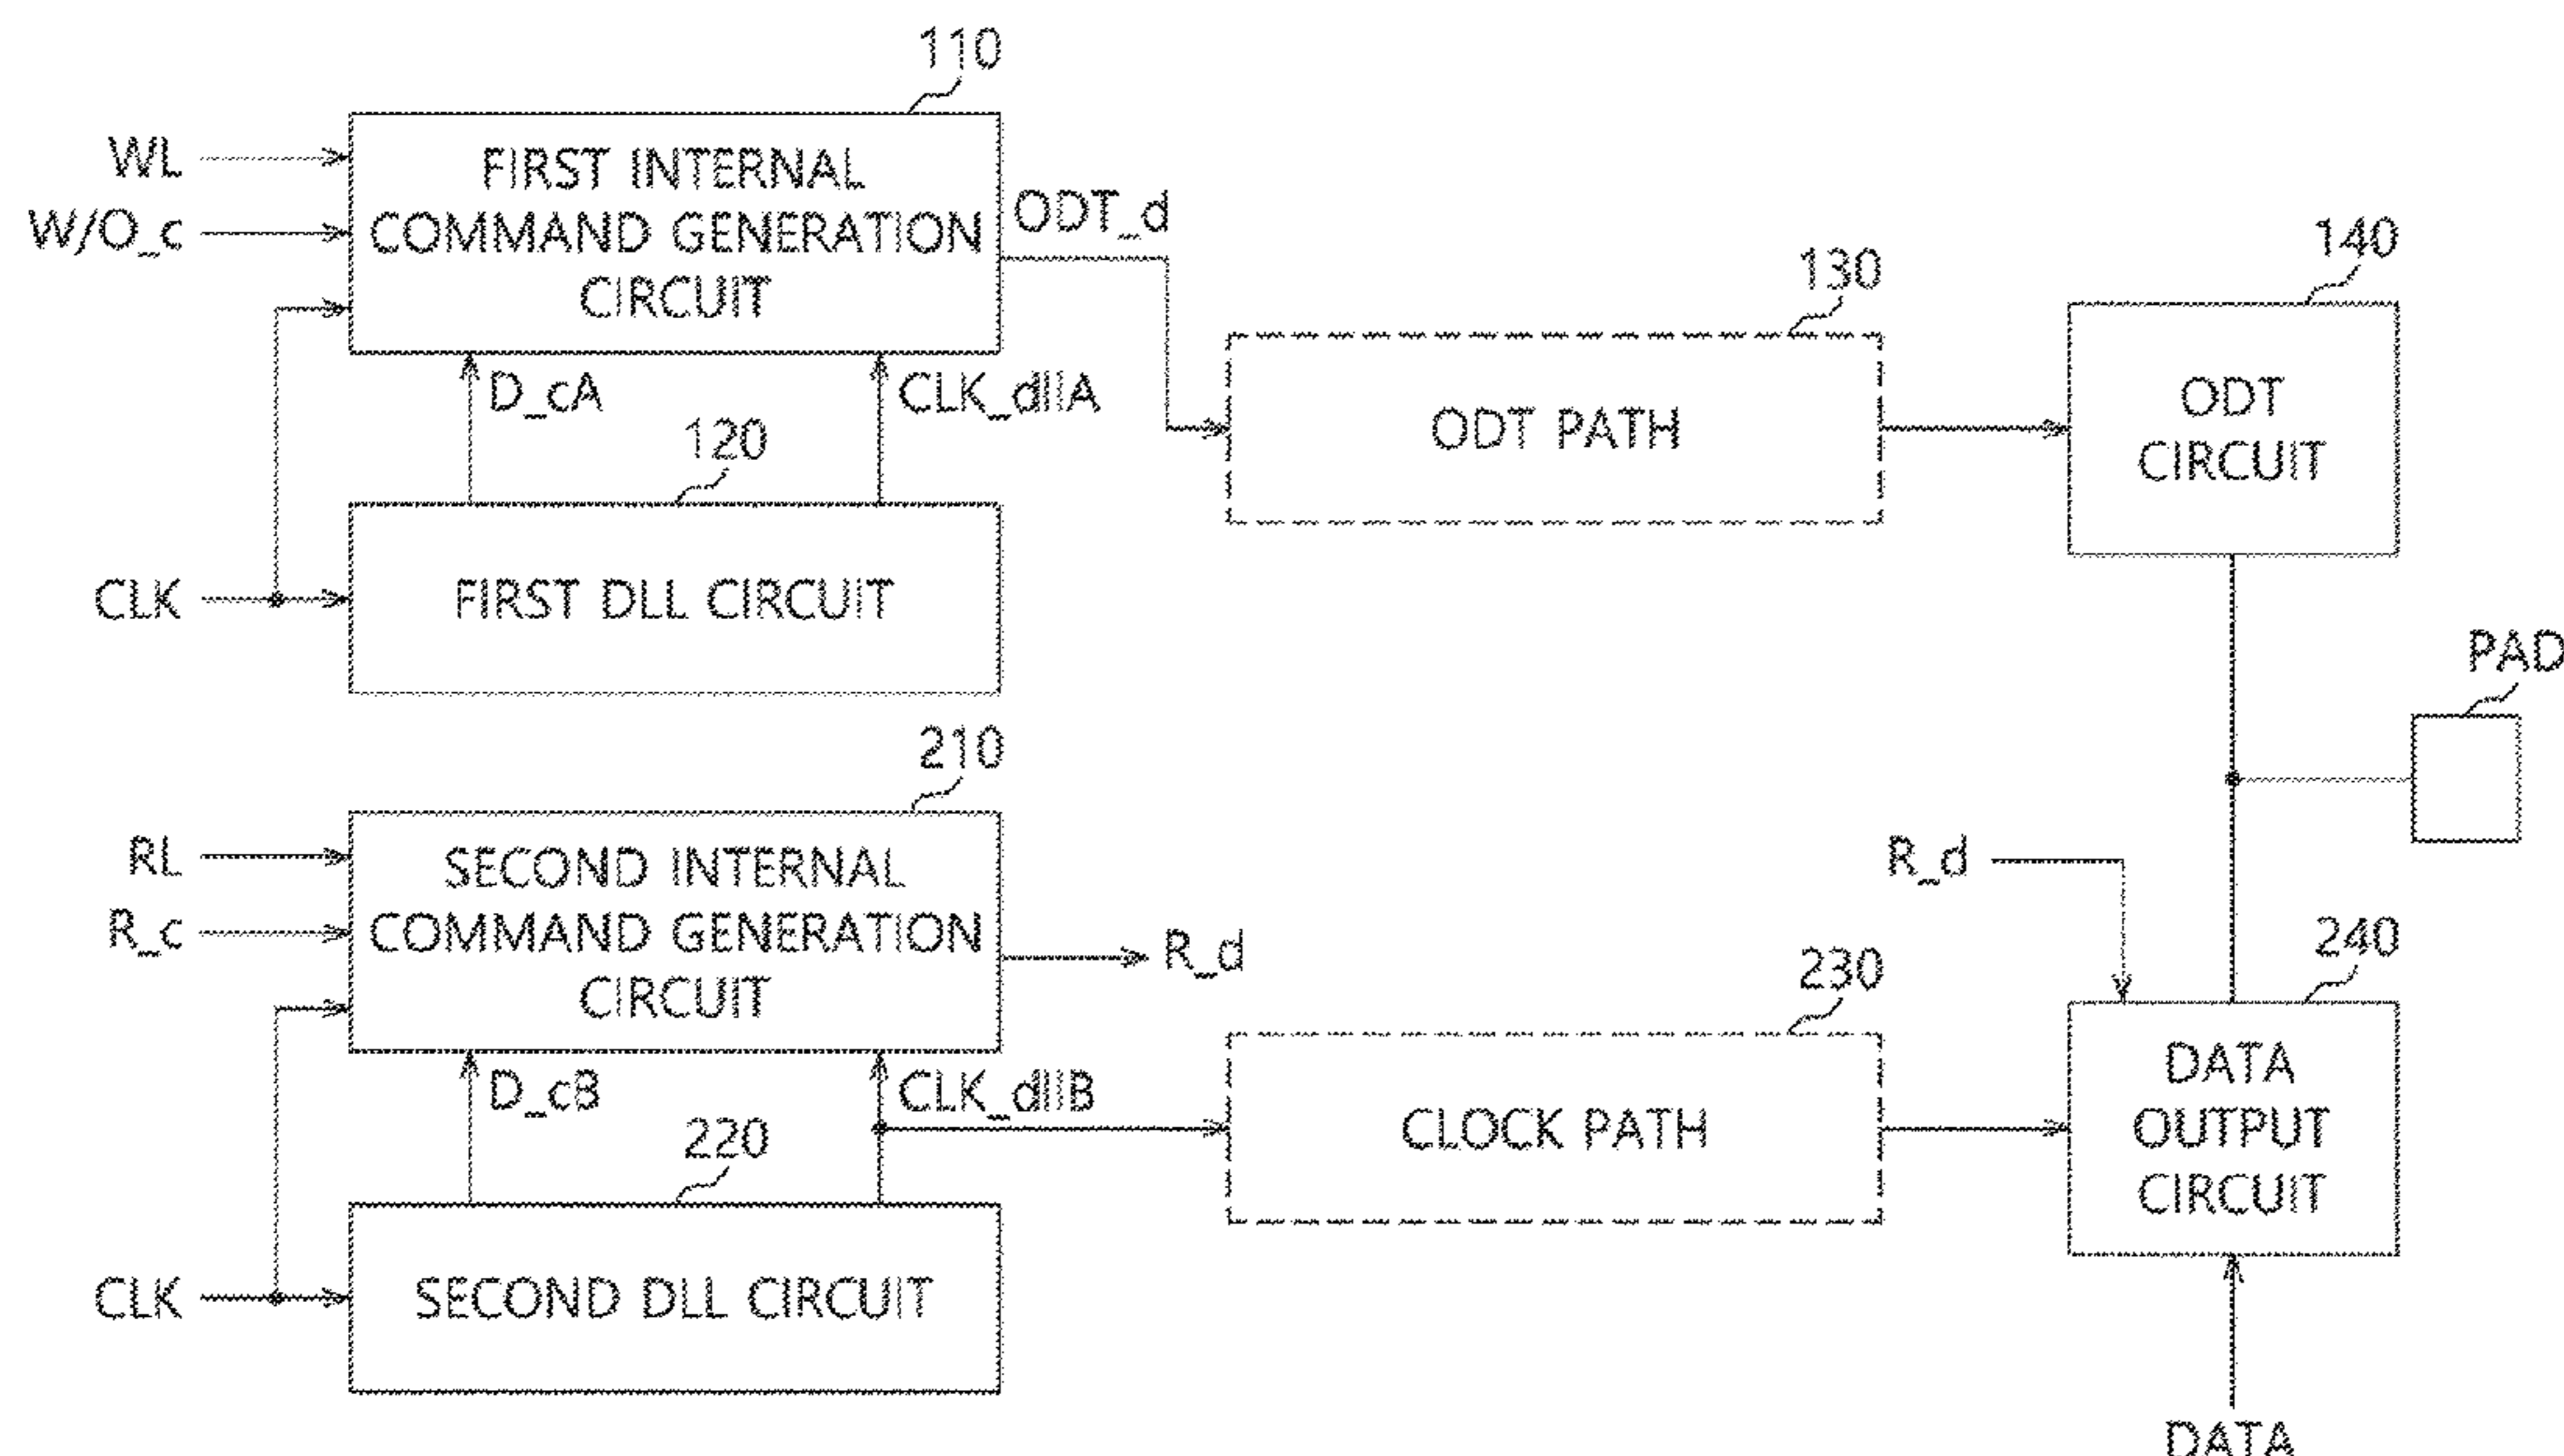 110
WL
W/O_c
FIRST INTERNAL
COMMAND GENERATION
CIRCUIT
ODT_d
D_cA
CLK_dllA
120
CLK
FIRST DLL CIRCUIT
130
ODT PATH
140
ODT
CIRCUIT
PAD
210
RL
R_c
SECOND INTERNAL
COMMAND GENERATION
CIRCUIT
R_d
D_cB
CLK_dllB
220
CLK
SECOND DLL CIRCUIT
230
CLOCK PATH
R_d
240
DATA
OUTPUT
CIRCUIT
DATA